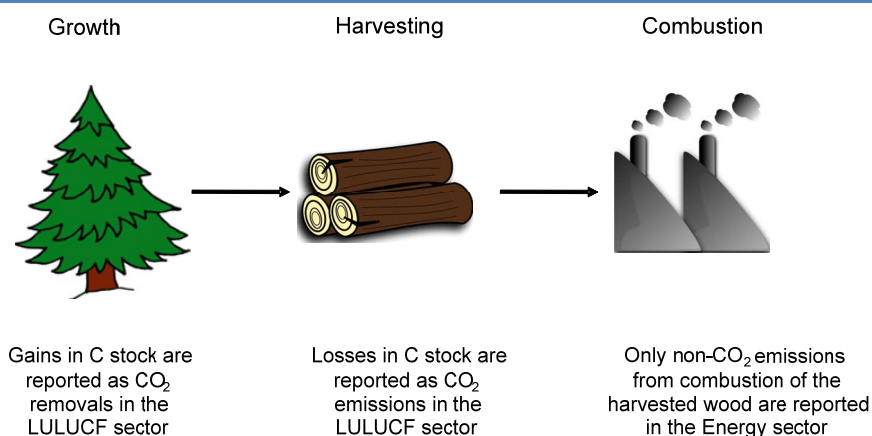 Growth
Harvesting
Combustion
Gains in C stock are
reported as CO₂
removals in the
LULUCF sector
Losses in C stock are
reported as CO₂
emissions in the
LULUCF sector
Only non-CO₂ emissions
from combustion of the
harvested wood are reported
in the Energy sector